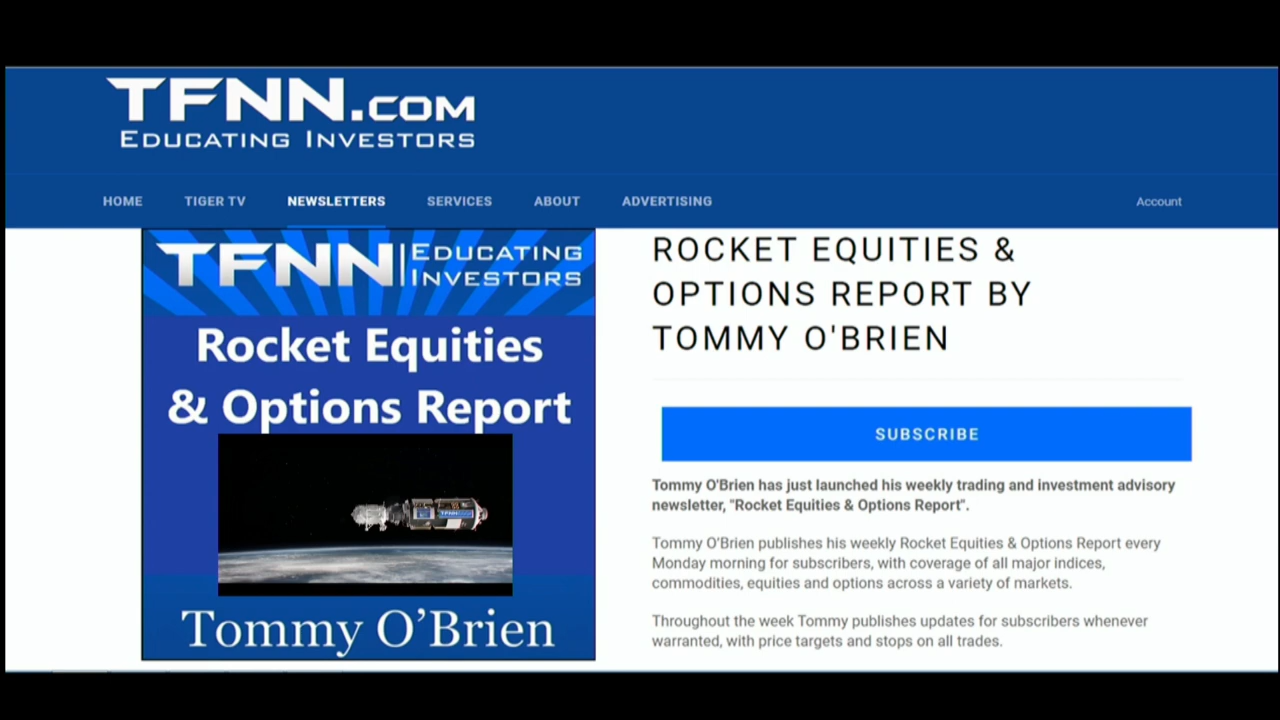 TFNN.COM
EDUCATING INVESTORS
HOME TIGER TV NEWSLETTERS SERVICES ABOUT ADVERTISING Account
TFNN EDUCATING
INVESTORS
Rocket Equities
& Options Report
TFNN
Tommy O’Brien
ROCKET EQUITIES &
OPTIONS REPORT BY
TOMMY O'BRIEN
SUBSCRIBE
Tommy O'Brien has just launched his weekly trading and investment advisory
newsletter, "Rocket Equities & Options Report".
Tommy O’Brien publishes his weekly Rocket Equities & Options Report every
Monday morning for subscribers, with coverage of all major indices,
commodities, equities and options across a variety of markets.
Throughout the week Tommy publishes updates for subscribers whenever
warranted, with price targets and stops on all trades.